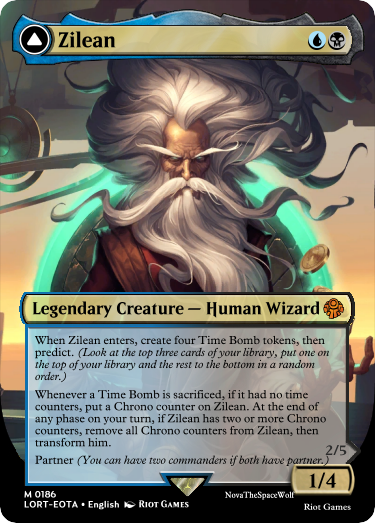 Zilean
Legendary Creature — Human Wizard
When Zilean enters, create four Time Bomb tokens, then
predict. (Look at the top three cards of your library, put one
on the top of your library and the rest to the bottom in a random
order.)
Whenever a Time Bomb is sacrificed, if it had no time
counters, put a Chrono counter on Zilean. At the end of
any phase on your turn, if Zilean has two or more Chrono
counters, remove all Chrono counters from Zilean, then
transform him.
2/5
Partner (You can have two commanders if both have partner.)
1/4
M 0186
LORT-EOTA • English Riot Games
NovaTheSpaceWolf
Riot Games